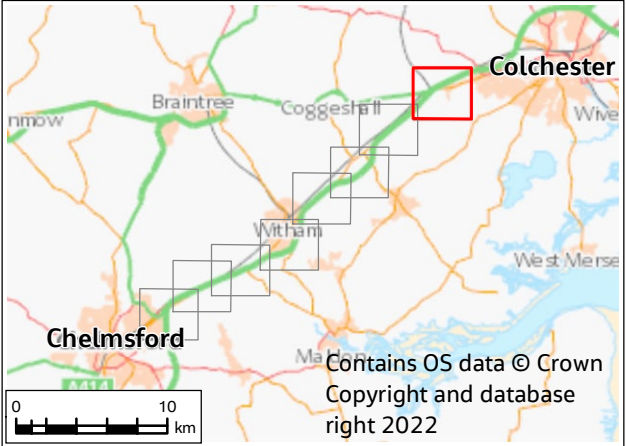 Colchester
Braintree
Coggeshall
nmow
Wive
Witham
West Merse
Chelmsford
Contains OS data © Crown
Copyright and database
right 2022
A414
0 10
km